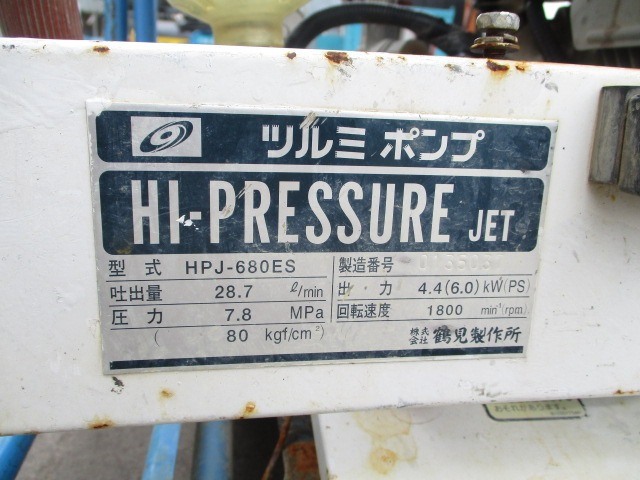 ツルミポンプ
HI-PRESSURE JET
型式 HPJ-680ES 製造番号
吐出量 28.7 ℓ/min 出・力 4.4(6.0) kW(PS)
圧力 7.8 MPa 回転速度 1800 min⁻¹(rpm)
( 80 kgf/cm²) 株式会社 鶴見製作所